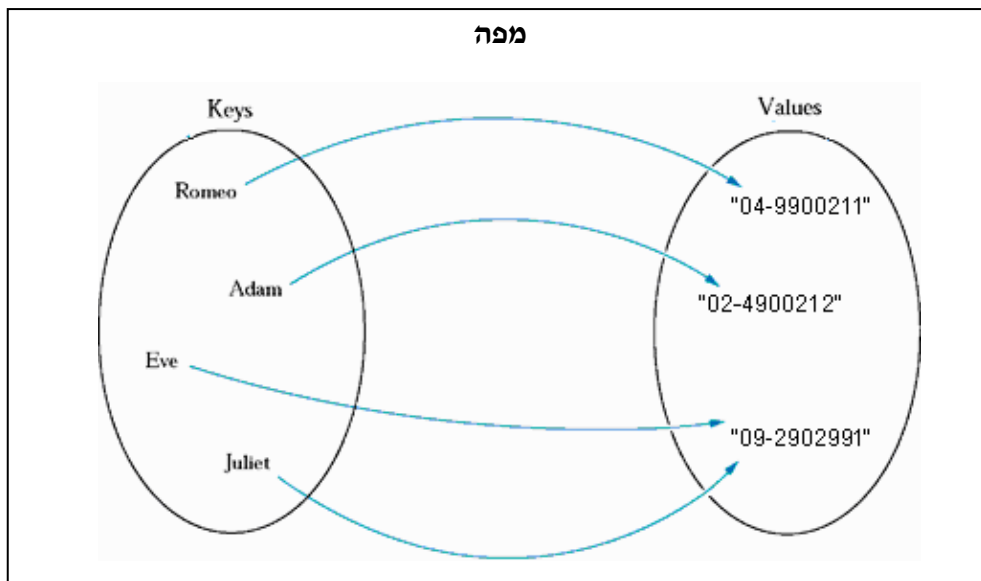 מפה
Keys
Values
Romeo
"04-9900211"
Adam
"02-4900212"
Eve
"09-2902991"
Juliet